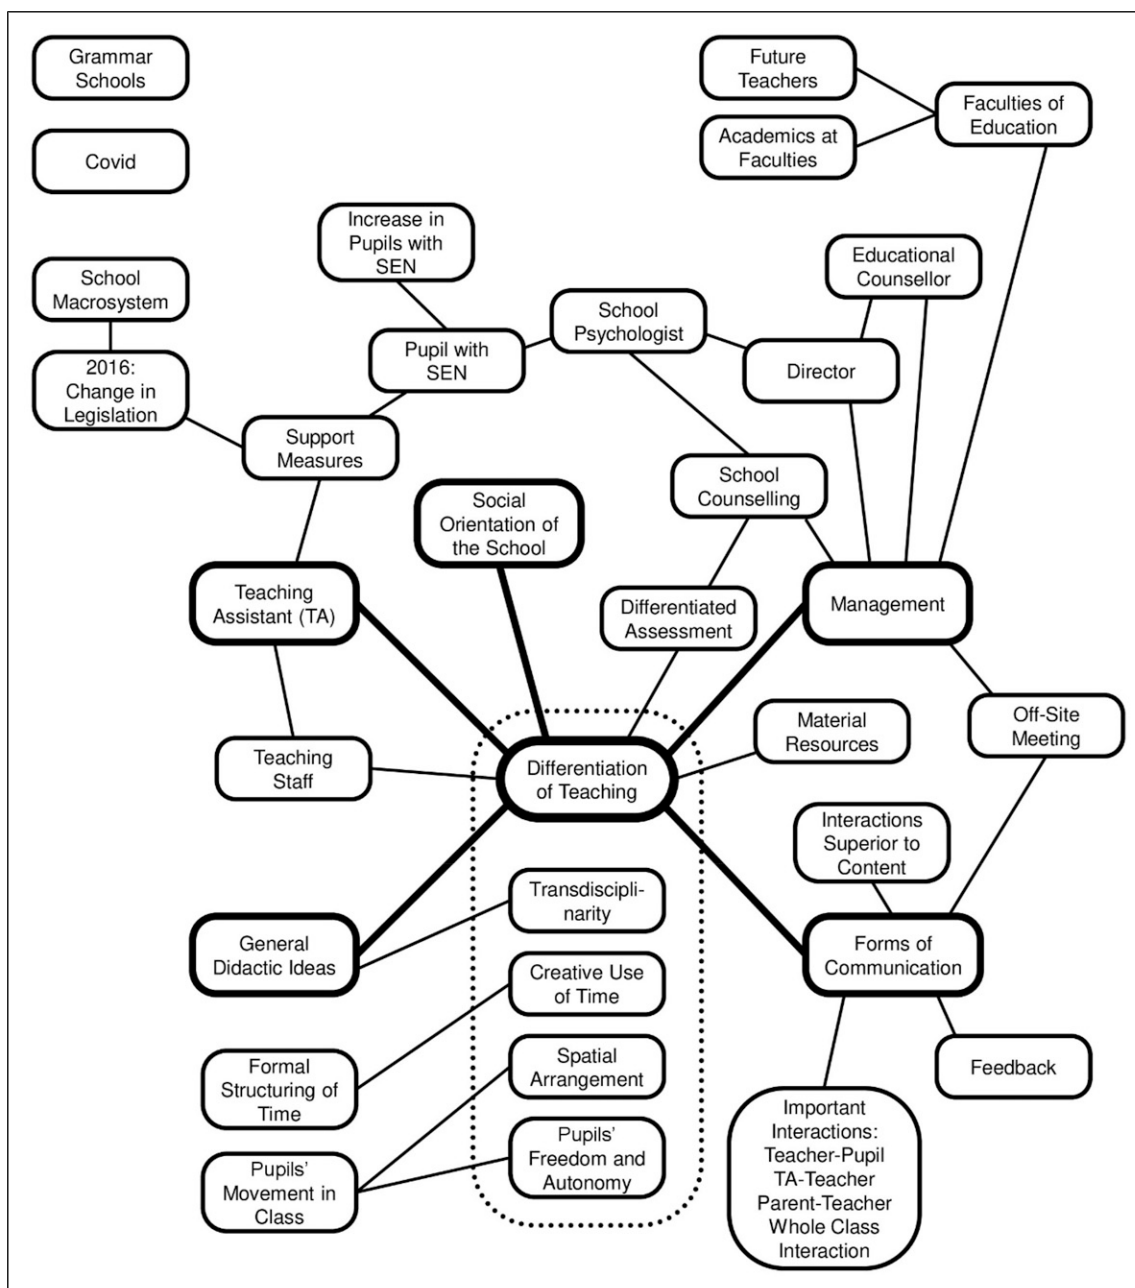 Grammar
Schools
Future
Teachers
Faculties of
Education
Academics at
Faculties
Covid
Increase in
Pupils with
SEN
Educational
Counsellor
School
Macrosystem
School
Psychologist
2016:
Change in
Legislation
Pupil with
SEN
Director
Support
Measures
School
Counselling
Social
Orientation of
the School
Teaching
Assistant (TA)
Differentiated
Assessment
Management
Material
Resources
Off-Site
Meeting
Teaching
Staff
Differentiation
of Teaching
Interactions
Superior to
Content
Transdiscipli-
narity
General
Didactic Ideas
Forms of
Communication
Creative Use
of Time
Formal
Structuring of
Time
Spatial
Arrangement
Feedback
Important
Interactions:
Teacher-Pupil
TA-Teacher
Parent-Teacher
Whole Class
Interaction
Pupils'
Freedom and
Autonomy
Pupils'
Movement in
Class